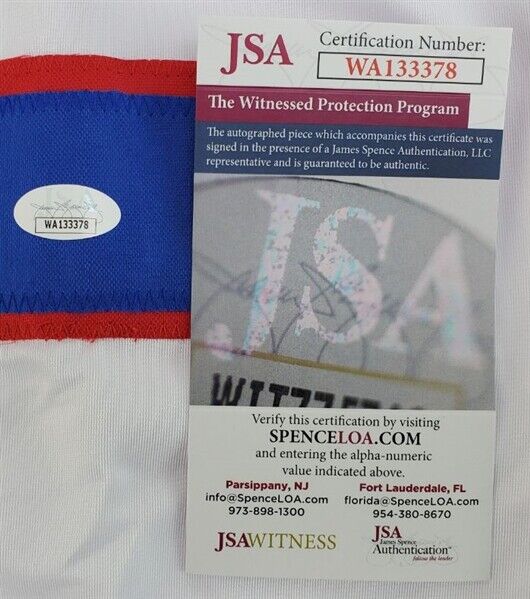 JSA
Certification Number:
WA133378
The Witnessed Protection Program
The autographed piece which accompanies this certificate was
signed in the presence of a James Spence Authentication, LLC
representative and is guaranteed to be authentic.
WA133378
JSA
Verify this certification by visiting
SPENCELOA.COM
and entering the alpha-numeric
value indicated above.
Parsippany, NJ
info@SpenceLOA.com
973-898-1300
Fort Lauderdale, FL
florida@SpenceLOA.com
954-380-8670
JSAWITNESS
JSA
James Spence
Authentication
follow the leader